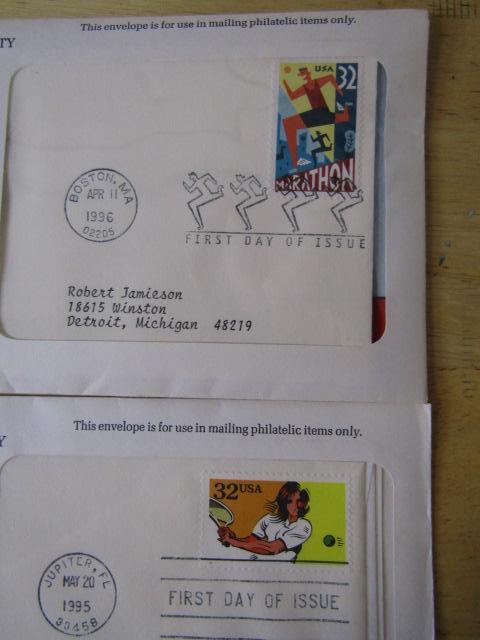 This envelope is for use in mailing philatelic items only.
TY
USA 32
MARATHON
BOSTON, MA
APR 11
1996
02205
FIRST DAY OF ISSUE
Robert Jamieson
18615 Winston
Detroit, Michigan 48219
This envelope is for use in mailing philatelic items only.
Y
32 USA
JUPITER, FL
MAY 20
1995
33458
FIRST DAY OF ISSUE